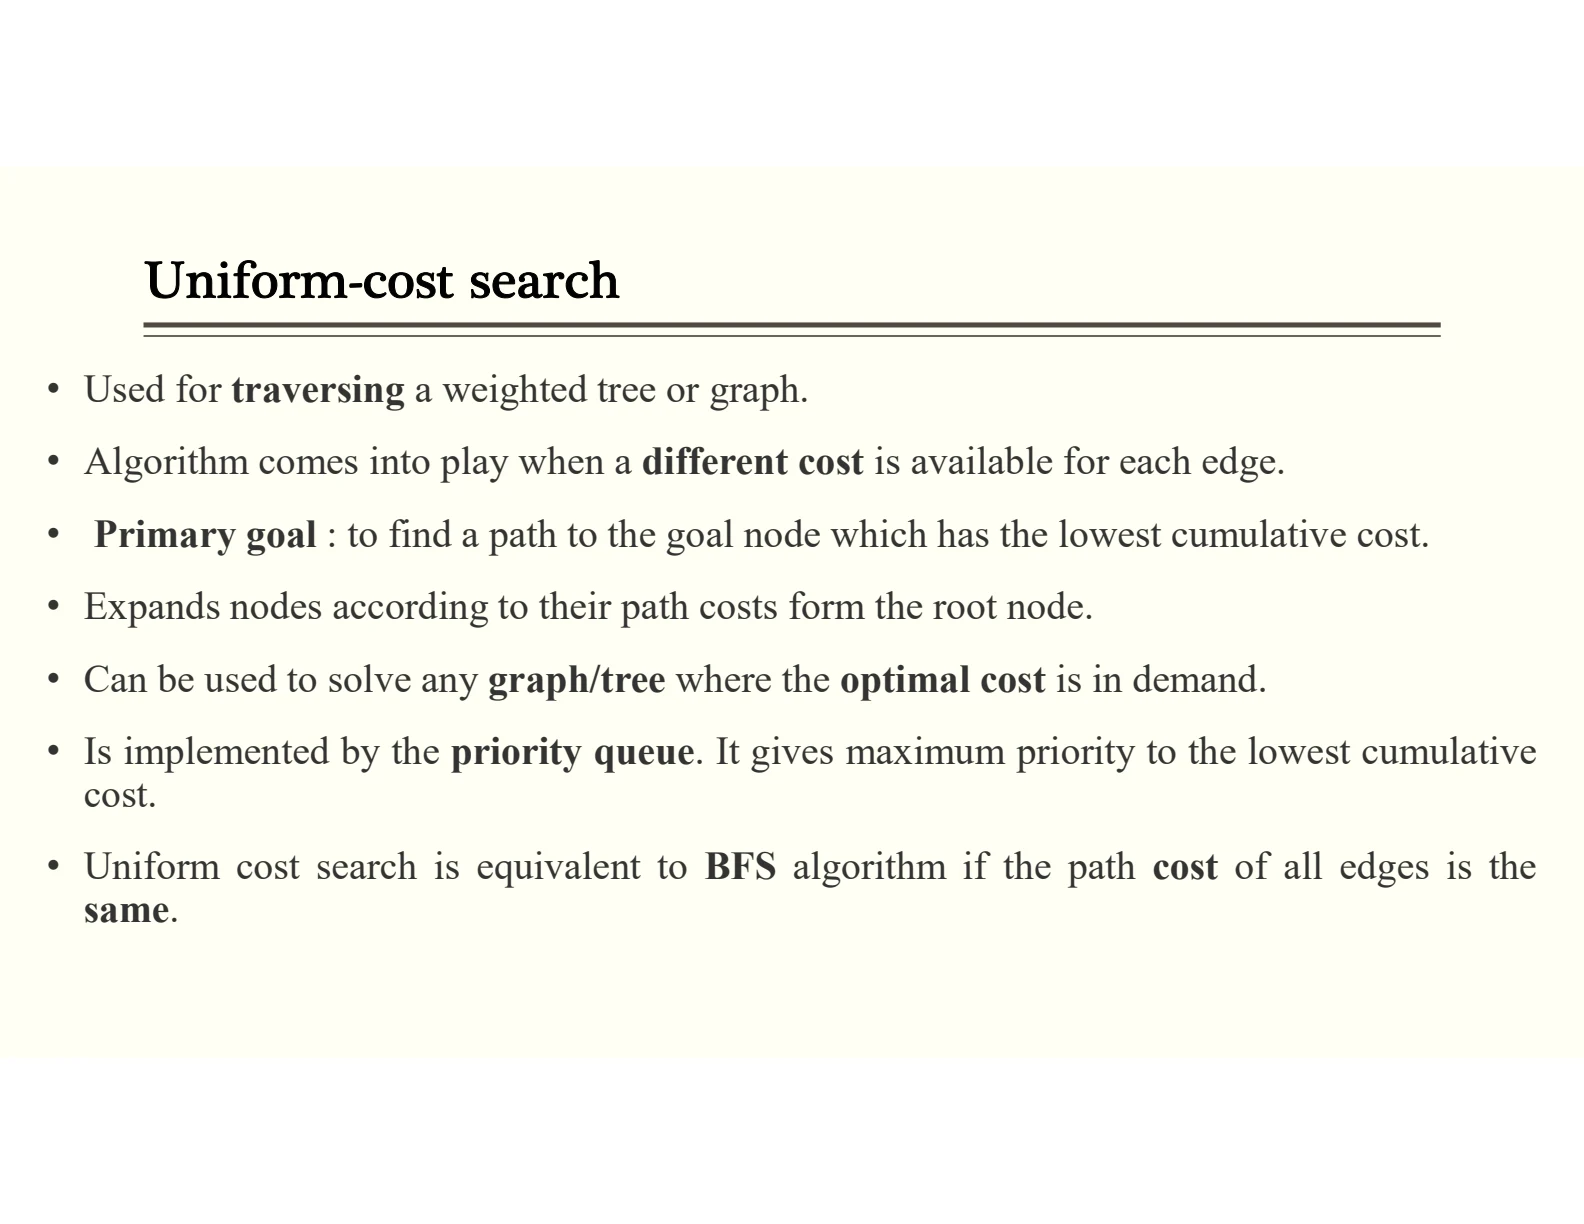 Uniform-cost search
• Used for traversing a weighted tree or graph.
• Algorithm comes into play when a different cost is available for each edge.
• Primary goal : to find a path to the goal node which has the lowest cumulative cost.
• Expands nodes according to their path costs form the root node.
• Can be used to solve any graph/tree where the optimal cost is in demand.
• Is implemented by the priority queue. It gives maximum priority to the lowest cumulative
cost.
• Uniform cost search is equivalent to BFS algorithm if the path cost of all edges is the
same.